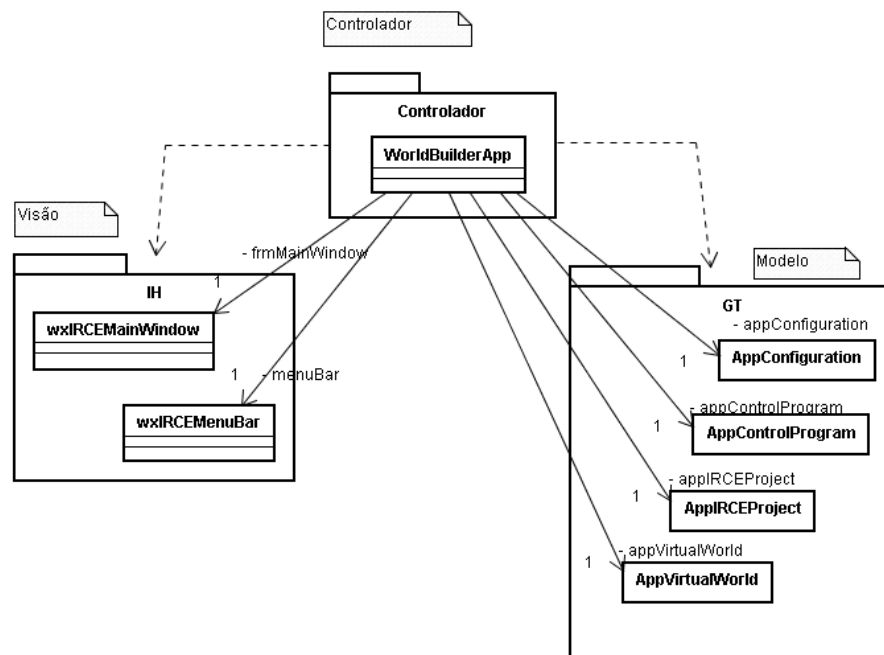 Controlador
Controlador
WorldBuilderApp
Visão
- frmMainWindow
Modelo
1
IH
GT
wxIRCEMainWindow
- appConfiguration
1
AppConfiguration
1
- menuBar
- appControlProgram
wxIRCEMenuBar
1
AppControlProgram
- appIRCEProject
1
AppIRCEProject
- appVirtualWorld
1
AppVirtualWorld